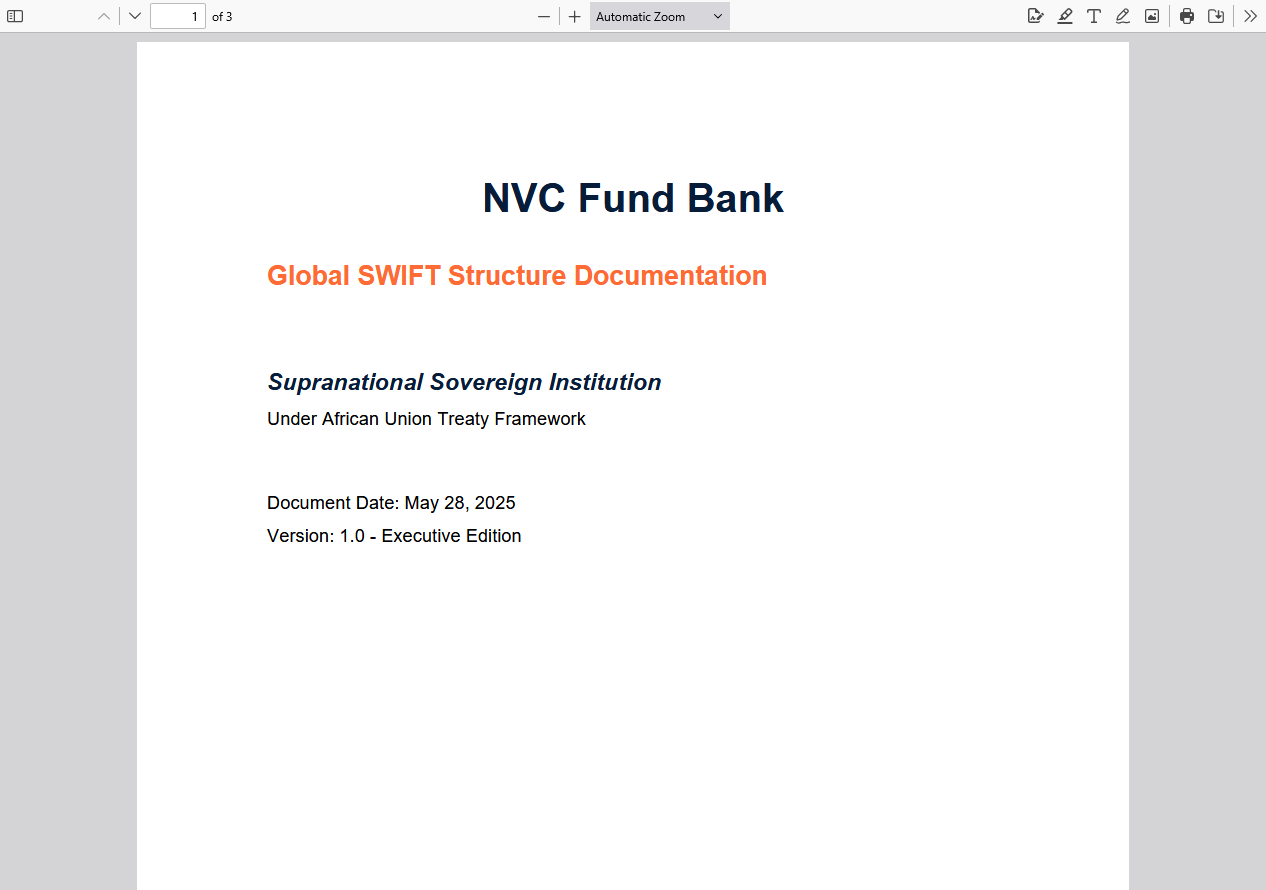 1 of 3
Automatic Zoom
NVC Fund Bank
Global SWIFT Structure Documentation
Supranational Sovereign Institution
Under African Union Treaty Framework
Document Date: May 28, 2025
Version: 1.0 - Executive Edition